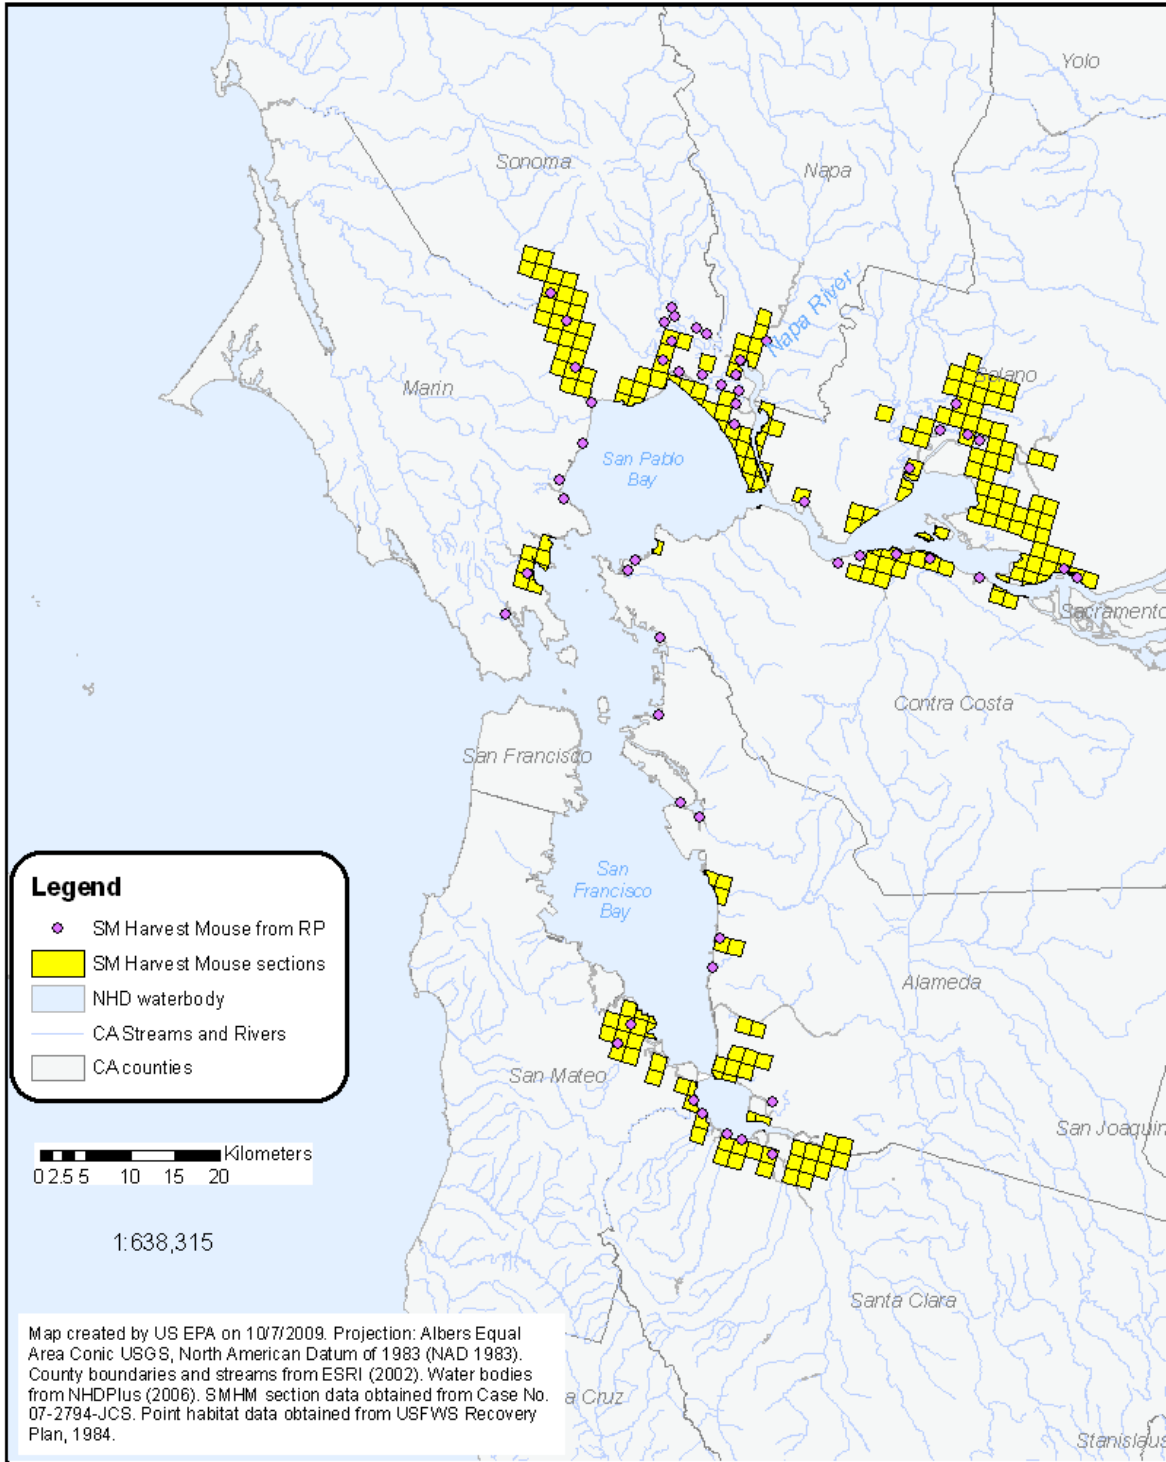 Yolo
Sonoma
Napa
Napa River
Solano
Marin
San Pablo
Bay
Sacramento
Contra Costa
San Francisco
San
Francisco
Bay
Legend
SM Harvest Mouse from RP
SM Harvest Mouse sections
NHD waterbody
CA Streams and Rivers
CA counties
Alameda
San Mateo
San Joaquin
Kilometers
0 2.5 5 10 15 20
1:638,315
Santa Clara
Map created by US EPA on 10/7/2009. Projection: Albers Equal
Area Conic USGS, North American Datum of 1983 (NAD 1983).
County boundaries and streams from ESRI (2002). Water bodies
from NHDPlus (2006). SMHM section data obtained from Case No.
07-2794-JCS. Point habitat data obtained from USFWS Recovery
Plan, 1984.
a Cruz
Stanislaus